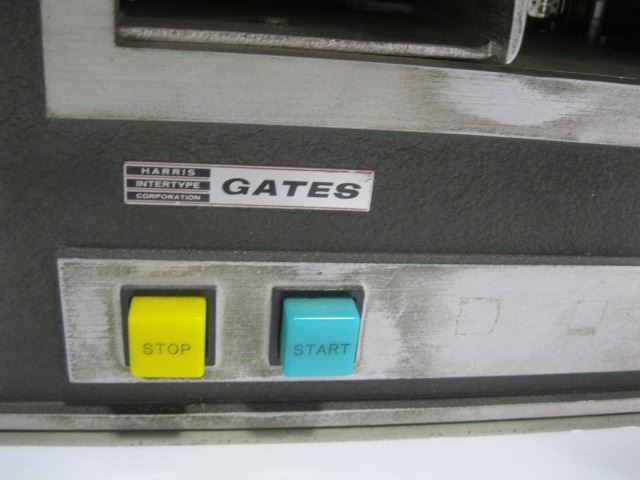 HARRIS
INTERTYPE
CORPORATION
GATES
STOP
START